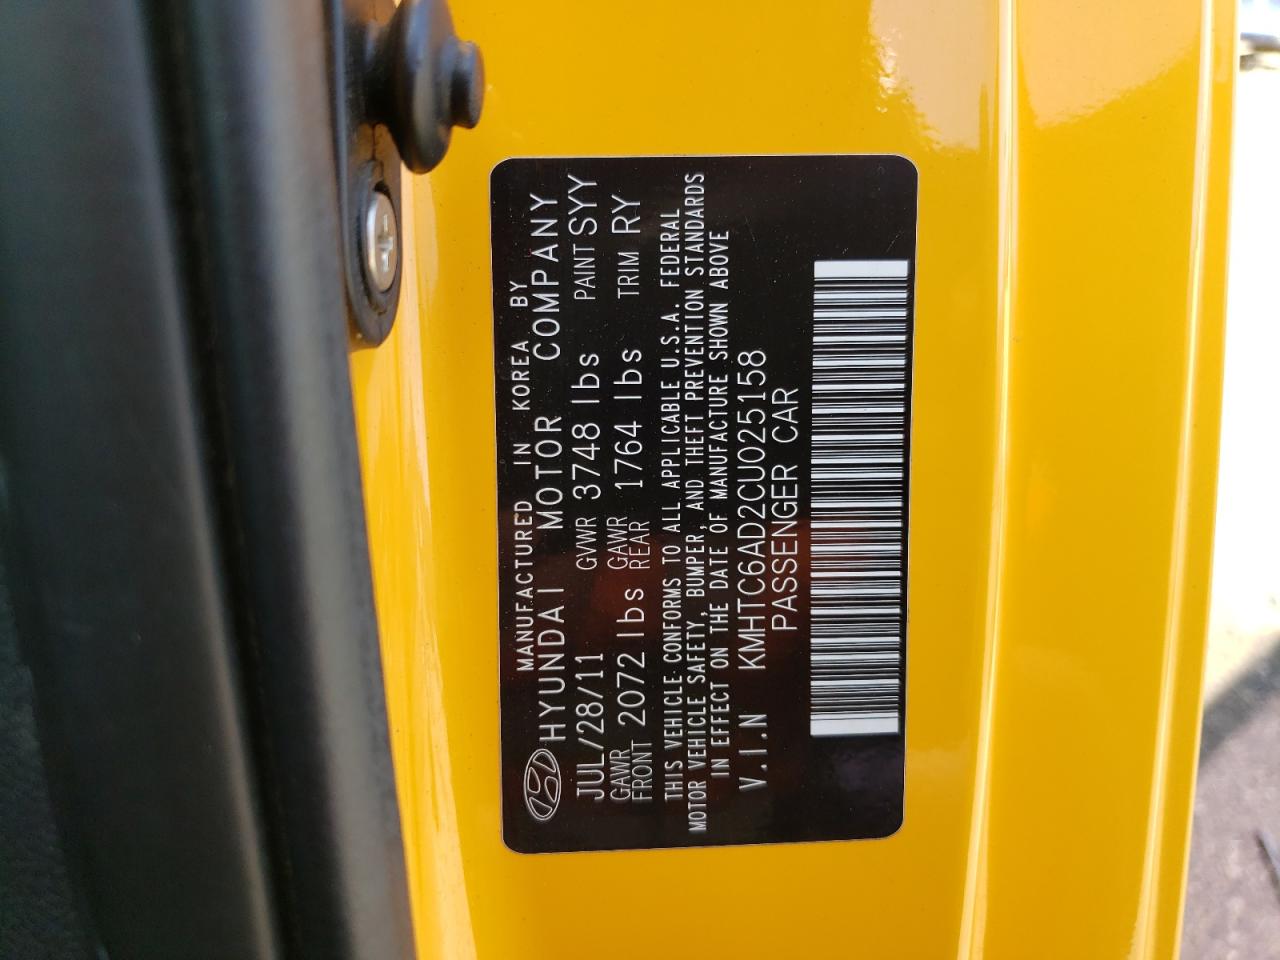 MANUFACTURED IN KOREA BY
HYUNDAI MOTOR COMPANY
JUL/28/11 GVWR 3748 lbs PAINT SYY
GAWR FRONT 2072 lbs GAWR REAR 1764 lbs TRIM RY
THIS VEHICLE CONFORMS TO ALL APPLICABLE U.S.A. FEDERAL
MOTOR VEHICLE SAFETY, BUMPER, AND THEFT PREVENTION STANDARDS
IN EFFECT ON THE DATE OF MANUFACTURE SHOWN ABOVE
V.I.N KMHTC6AD2CU025158
PASSENGER CAR